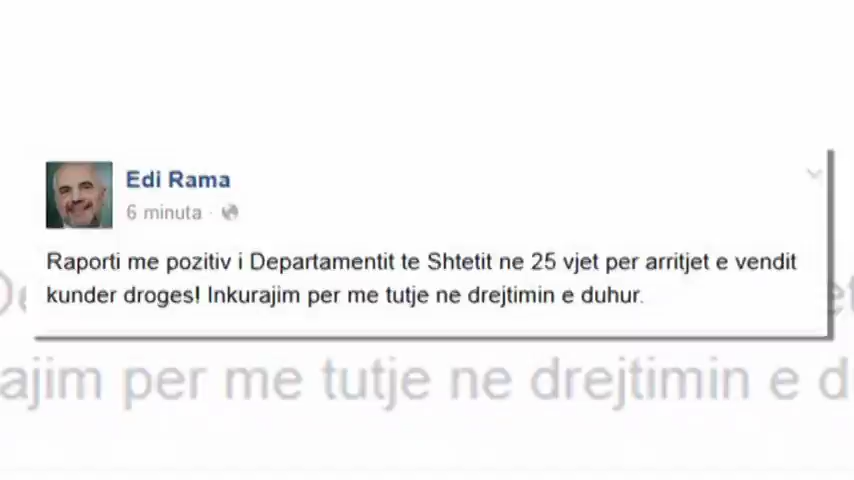 Edi Rama
6 minuta ·
Raporti me pozitiv i Departamentit te Shtetit ne 25 vjet per arritjet e vendit
kunder droges! Inkurajim per me tutje ne drejtimin e duhur.
ajim per me tutje ne drejtimin e d